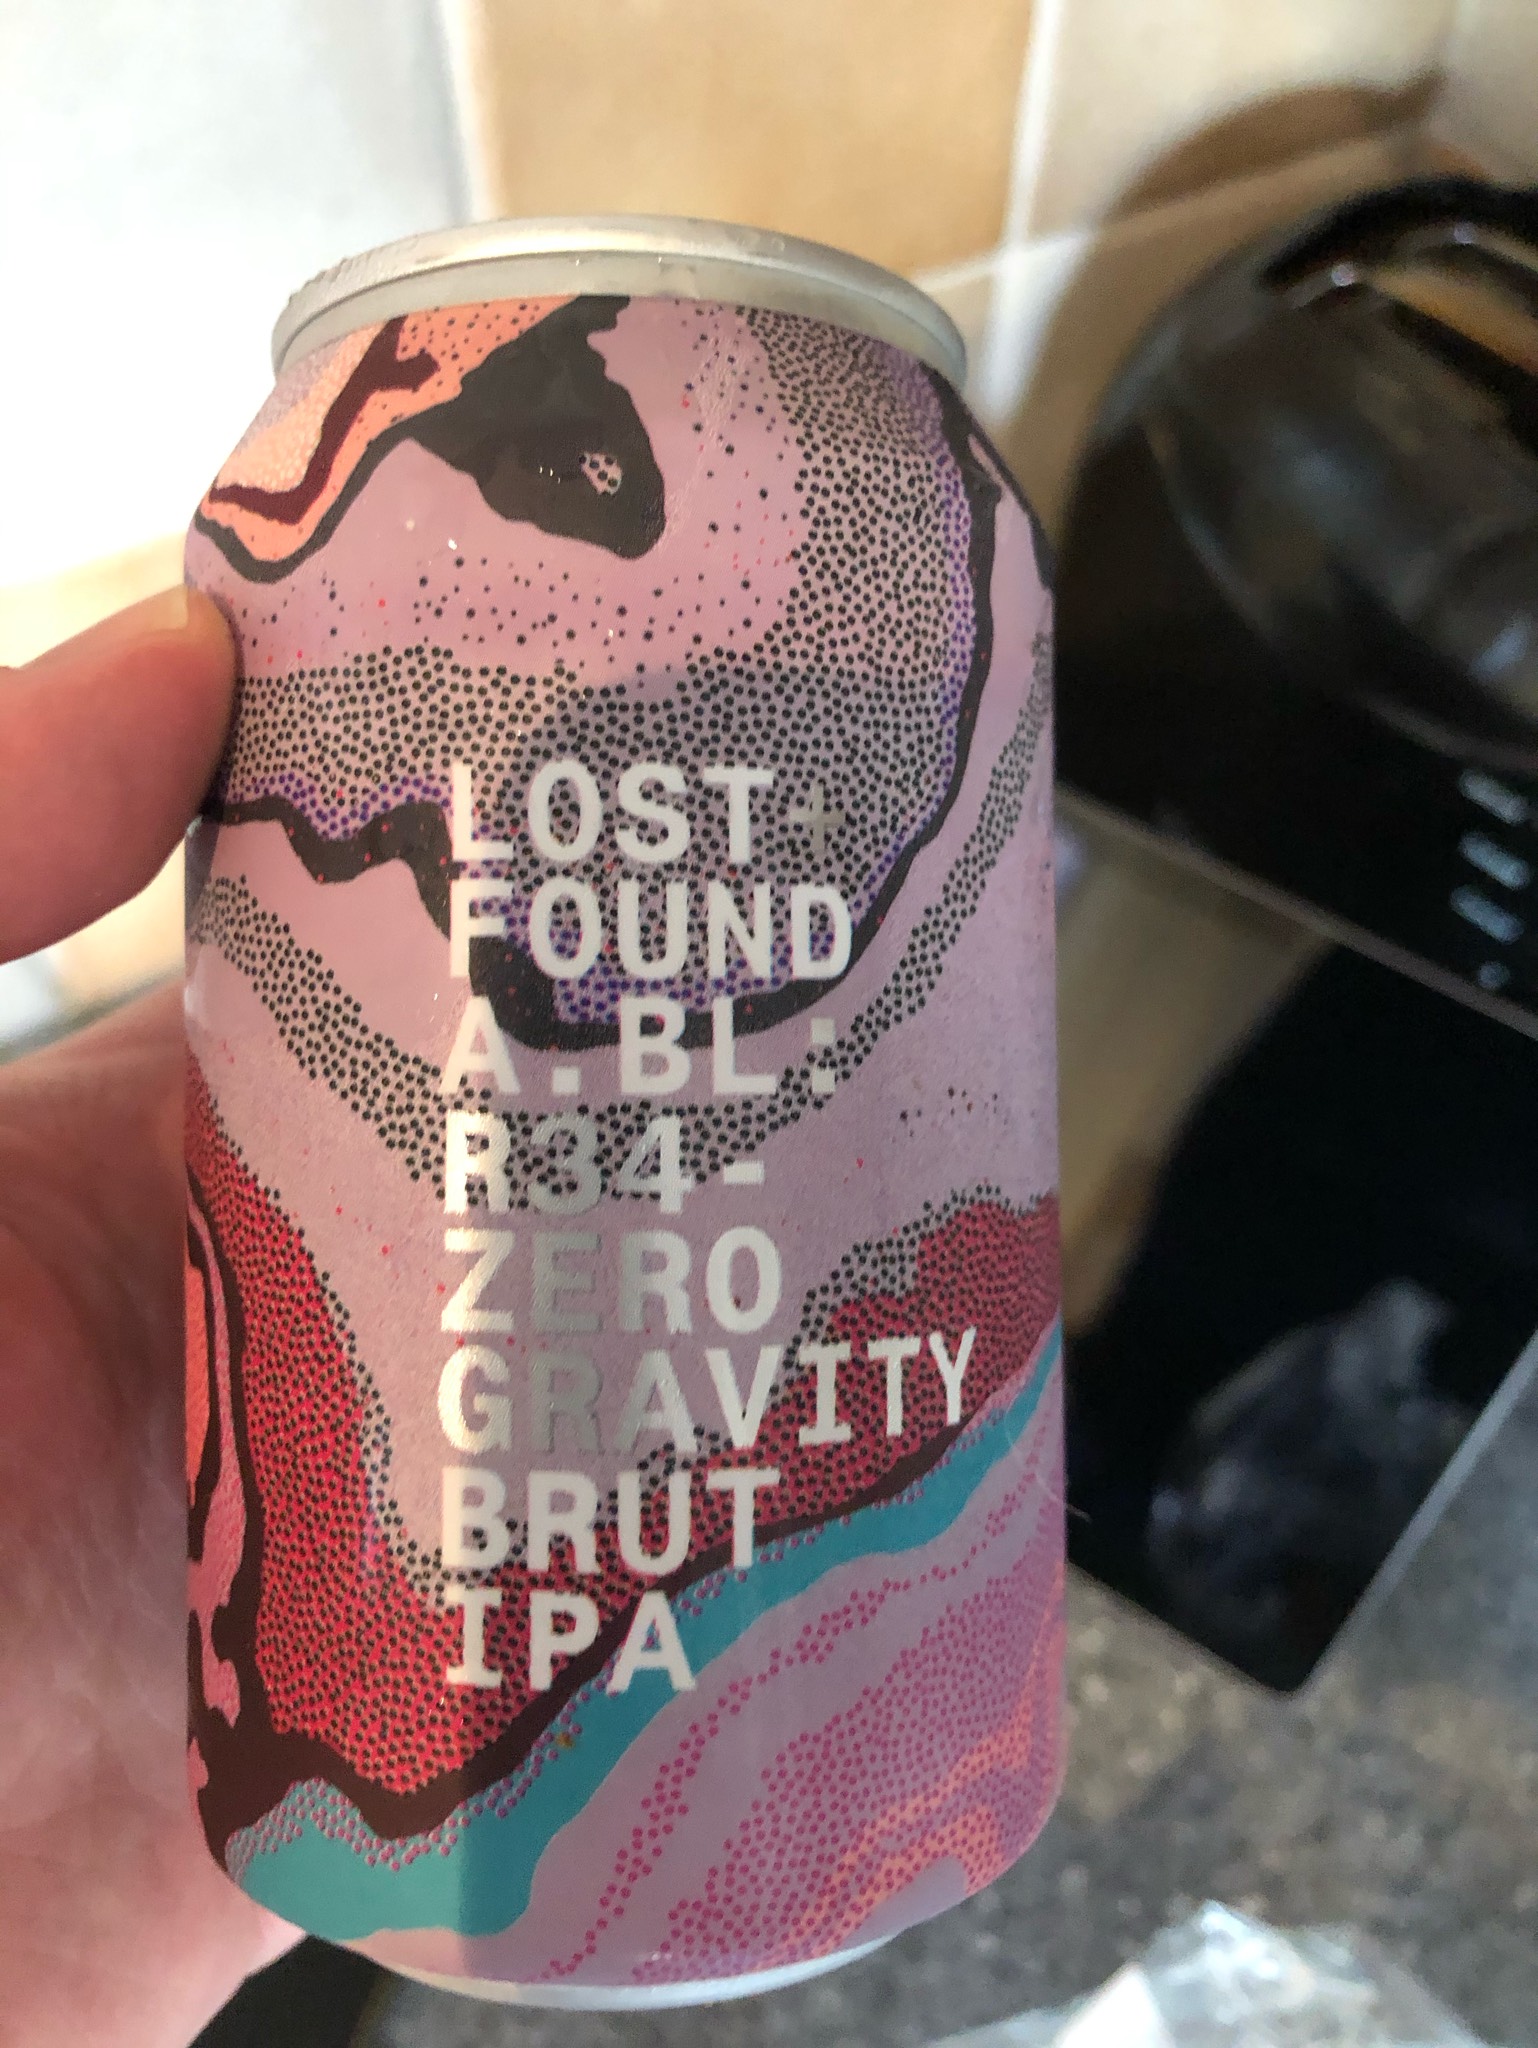 LOST+
FOUND
A.BL:
R34-
ZERO
GRAVITY
BRUT
IPA